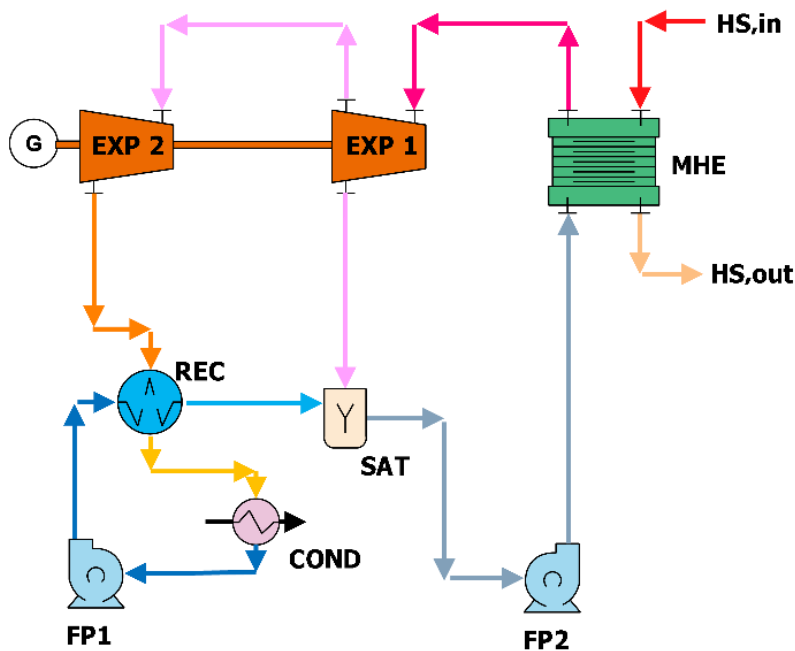 HS,in
G
EXP 2
EXP 1
MHE
HS,out
REC
SAT
COND
FP1
FP2